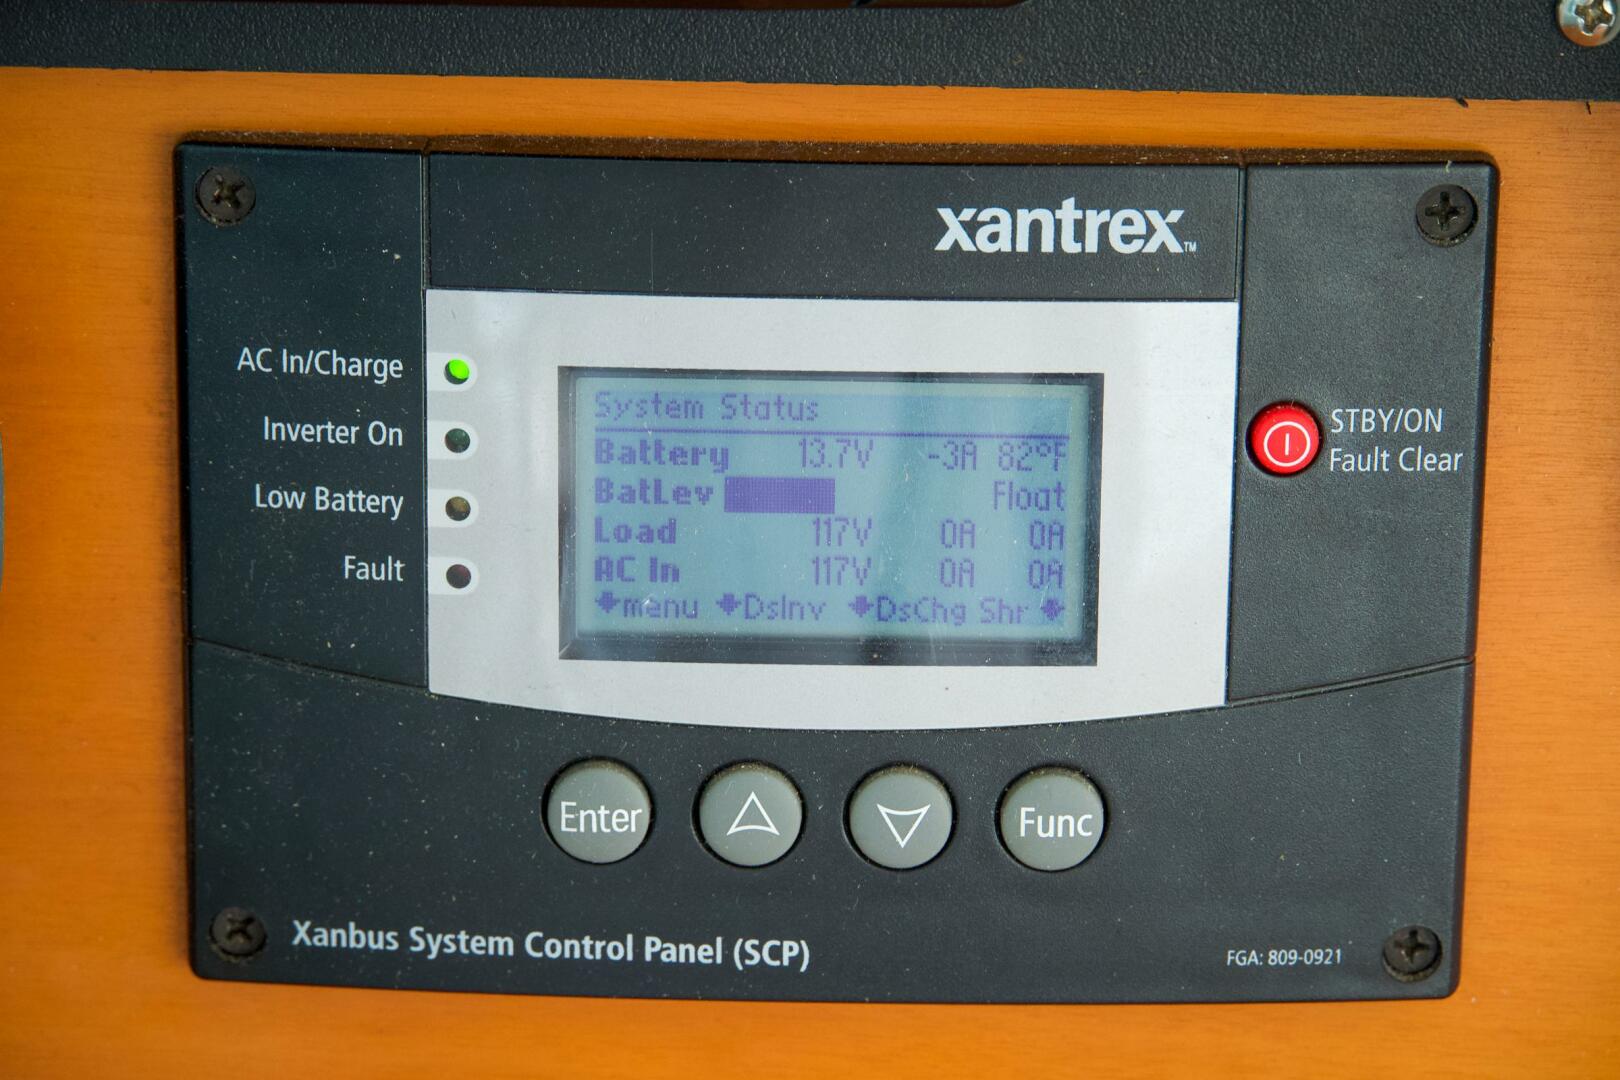 xantrex™
AC In/Charge
Inverter On
Low Battery
Fault
System Status
Battery 13.7V -3A 82°F
BatLev Float
Load 117V 0A 0A
AC In 117V 0A 0A
menu DsInv DsChg Shr
STBY/ON
Fault Clear
Enter Func
Xanbus System Control Panel (SCP)
FGA: 809-0921